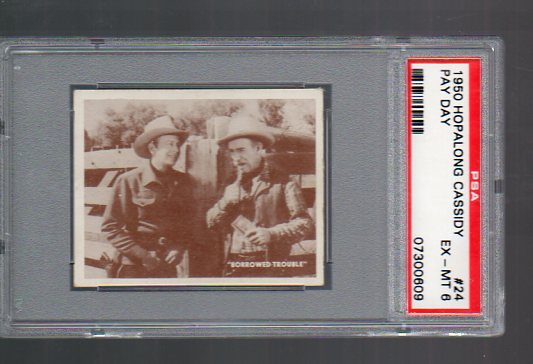 "BORROWED TROUBLE"
PSA
1950 HOPALONG CASSIDY #24
PAY DAY EX-MT 6
07300609